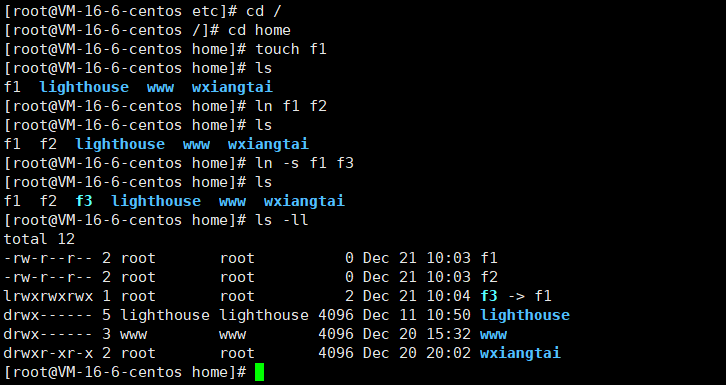 [root@VM-16-6-centos etc]# cd /
[root@VM-16-6-centos /]# cd home
[root@VM-16-6-centos home]# touch f1
[root@VM-16-6-centos home]# ls
f1  lighthouse  www  wxiangtai
[root@VM-16-6-centos home]# ln f1 f2
[root@VM-16-6-centos home]# ls
f1  f2  lighthouse  www  wxiangtai
[root@VM-16-6-centos home]# ln -s f1 f3
[root@VM-16-6-centos home]# ls
f1  f2  f3  lighthouse  www  wxiangtai
[root@VM-16-6-centos home]# ls -ll
total 12
-rw-r--r-- 2 root       root          0 Dec 21 10:03 f1
-rw-r--r-- 2 root       root          0 Dec 21 10:03 f2
lrwxrwxrwx 1 root       root          2 Dec 21 10:04 f3 -> f1
drwx------ 5 lighthouse lighthouse 4096 Dec 11 10:50 lighthouse
drwx------ 3 www        www        4096 Dec 20 15:32 www
drwxr-xr-x 2 root       root       4096 Dec 20 20:02 wxiangtai
[root@VM-16-6-centos home]#